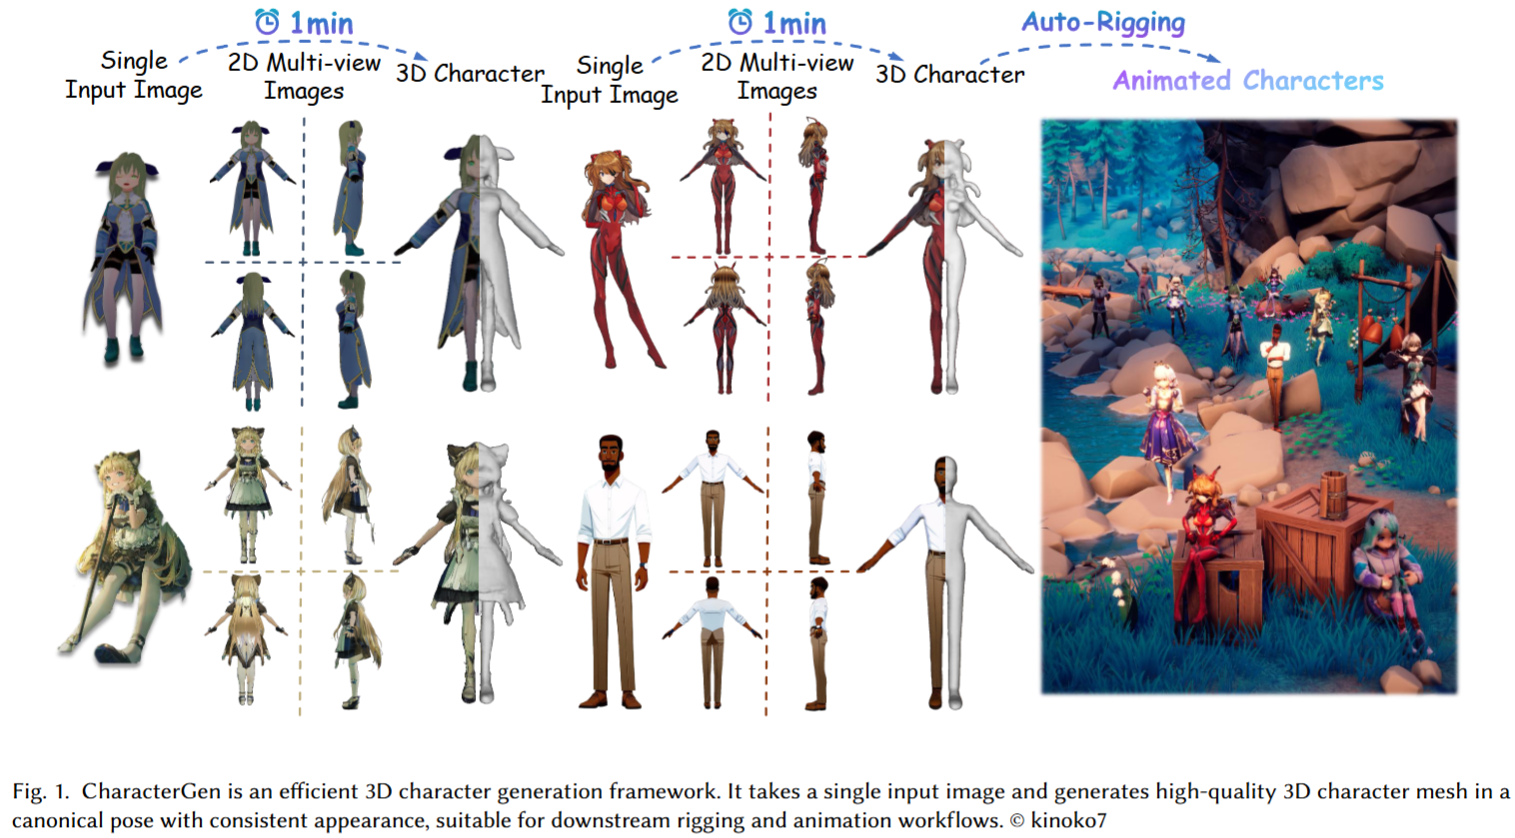 1min
1min
Auto-Rigging
Single
Input Image
2D Multi-view
Images
3D Character
Single
Input Image
2D Multi-view
Images
3D Character
Animated Characters
Fig. 1. CharacterGen is an efficient 3D character generation framework. It takes a single input image and generates high-quality 3D character mesh in a
canonical pose with consistent appearance, suitable for downstream rigging and animation workflows. © kinoko7